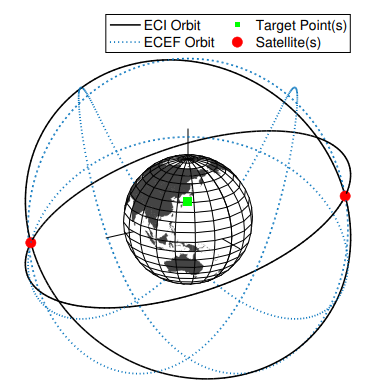 ECI Orbit
Target Point(s)
ECEF Orbit
Satellite(s)